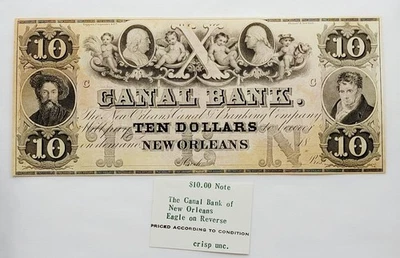 10 X 10
C C
CANAL BANK.
The New Orleans Canal & Banking Company
TEN DOLLARS
NEW ORLEANS
10 10
$10.00 Note
The Canal Bank of
New Orleans
Eagle on Reverse
PRICED ACCORDING TO CONDITION
crisp unc.